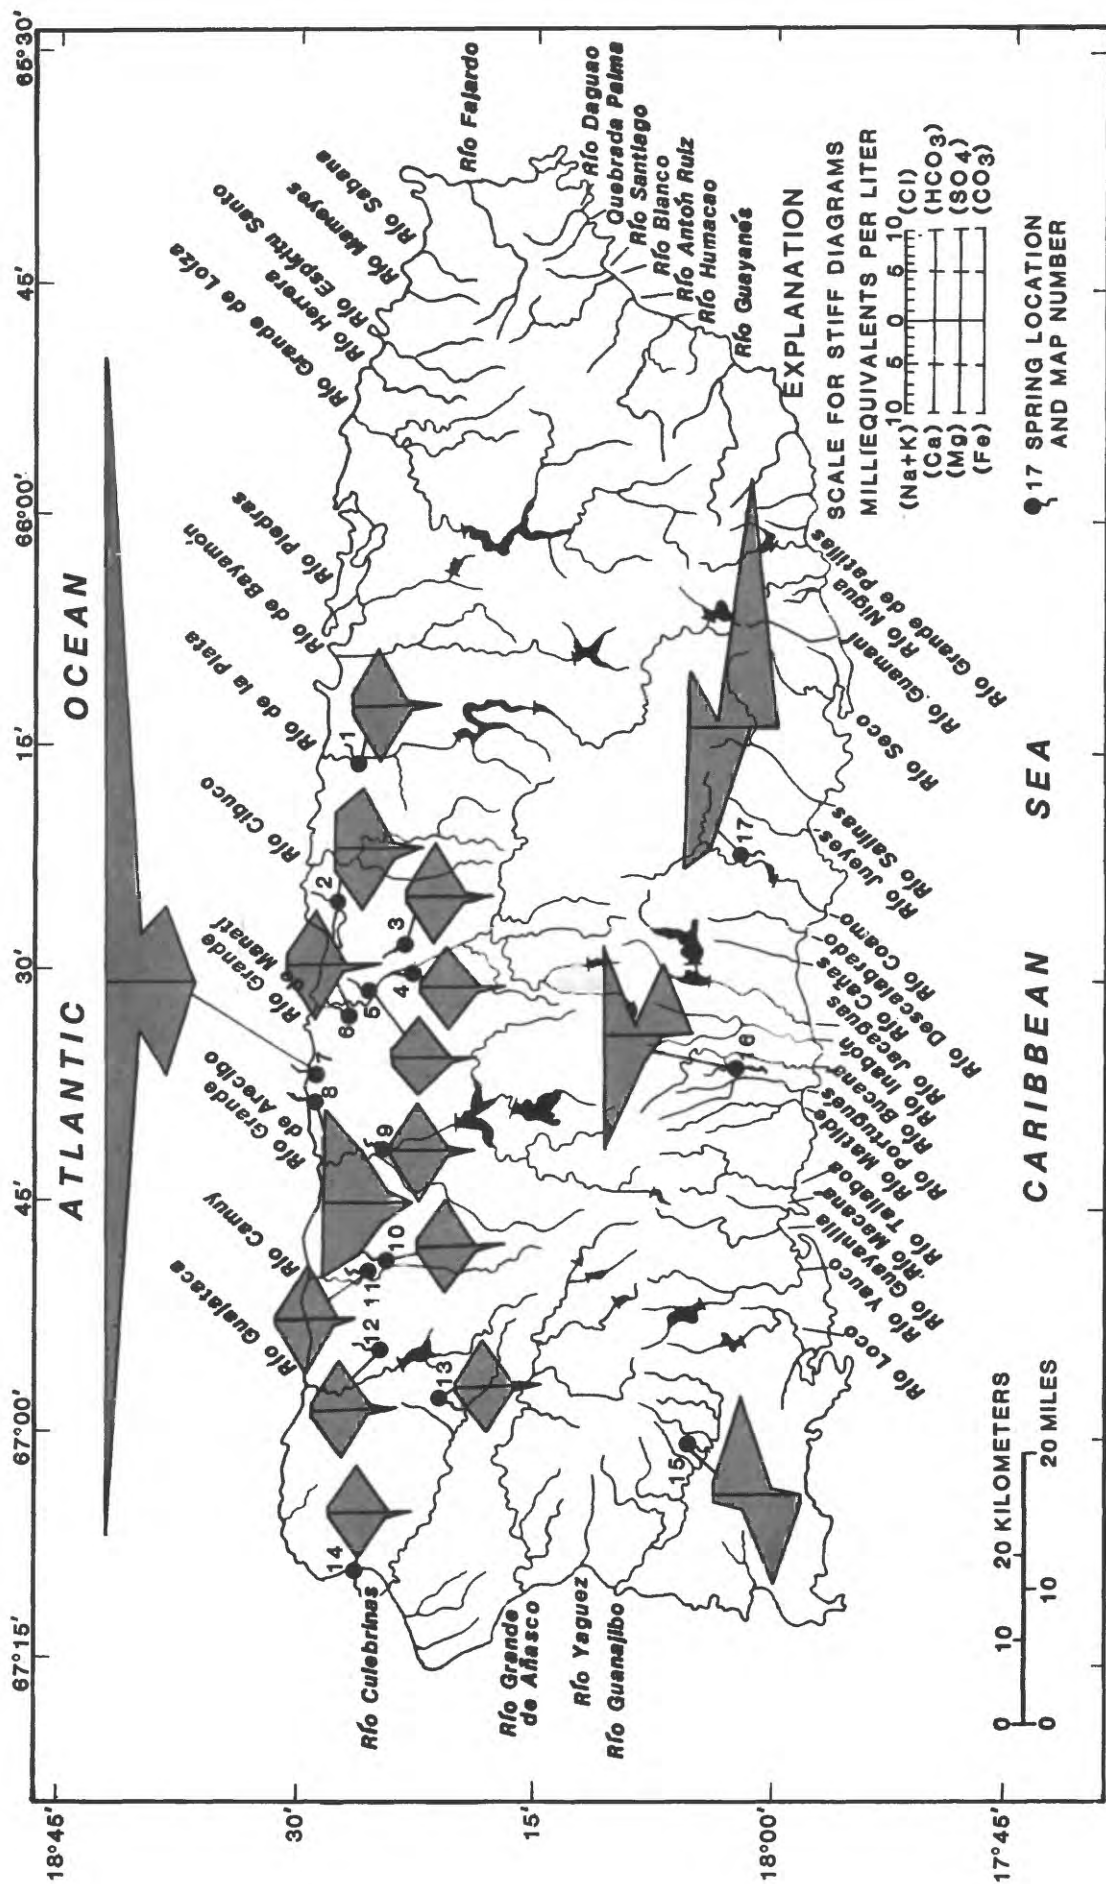 67°15'
67°00'
45'
30'
15'
66°00'
45'
65°30'
18°45'
30'
15'
18°00'
17°45'
ATLANTIC OCEAN
Río Guajataca
Río Camuy
Río Grande
de Arecibo
Río Grande
de Manatí
Río Cibuco
Río de la Plata
Río de Bayamón
Río Piedras
Río Grande de Loíza
Río Herrera
Río Espíritu Santo
Río Mameyes
Río Sabana
Río Fajardo
Río Daguao
Quebrada Palma
Río Santiago
Río Blanco
Río Antón Ruíz
Río Humacao
Río Guayanés
Río Culebrinas
Río Grande
de Añasco
Río Yaguez
Río Guanajibo
1
2
3
4
5
6
7
8
9
10
11
12
13
14
15
16
17
Río Loco
Río Yauco
Río Guayanilla
Río Macaná
Río Tallaboa
Río Matilde
Río Portugués
Río Bucaná
Río Inabón
Río Jacaguas
Río Cañas
Río Descalabrado
Río Coamo
Río Jueyes
Río Salinas
Río Seco
Río Guamaní
Río Nigua
Río Grande de Patillas
CARIBBEAN SEA
0 10 20 KILOMETERS
0 10 20 MILES
EXPLANATION
SCALE FOR STIFF DIAGRAMS
MILLIEQUIVALENTS PER LITER
10 5 0 5 10
(Na+K) (Cl)
(Ca) (HCO3)
(Mg) (SO4)
(Fe) (CO3)
17 SPRING LOCATION
AND MAP NUMBER